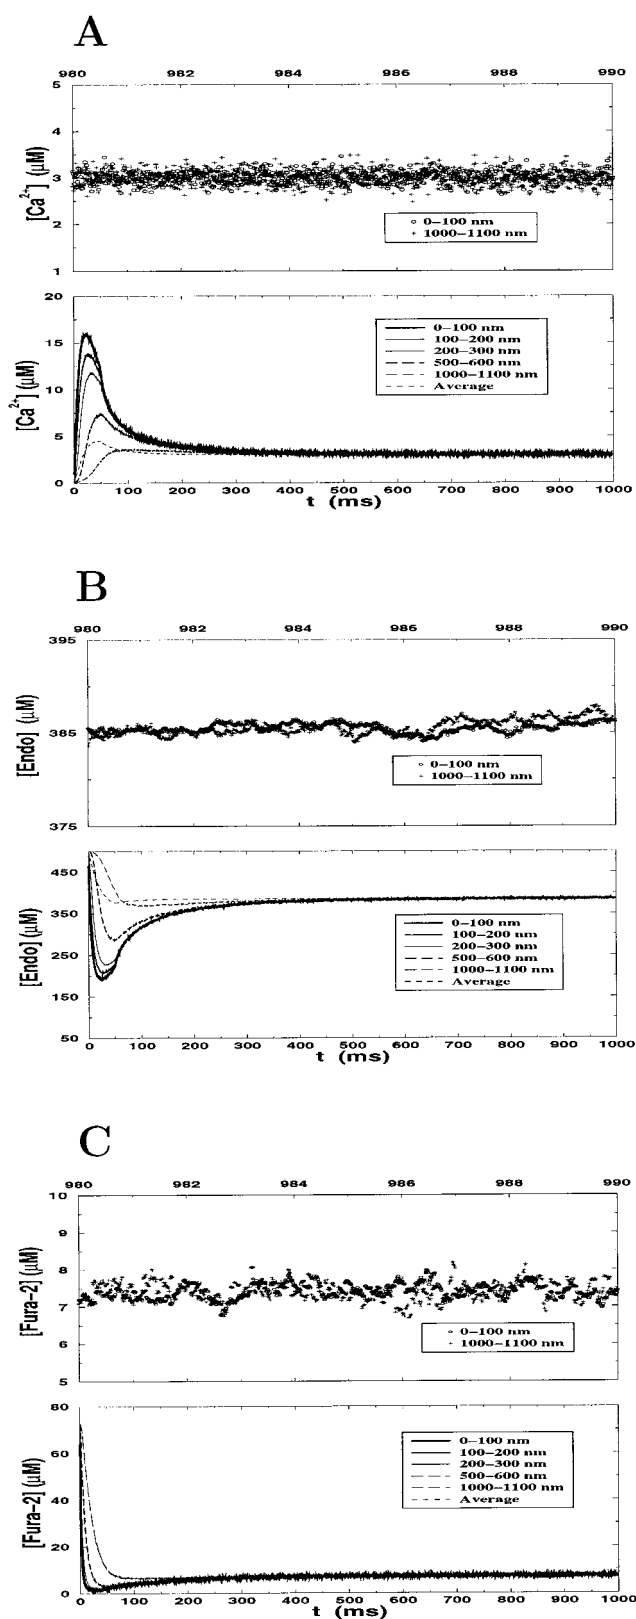 A
980 982 984 986 988 990
5
4
3
2
1
[Ca2+] (μM)
o 0–100 nm
+ 1000–1100 nm
20
15
10
5
0
[Ca2+] (μM)
0–100 nm
100–200 nm
200–300 nm
500–600 nm
1000–1100 nm
Average
0 100 200 300 400 500 600 700 800 900 1000
t (ms)
B
980 982 984 986 988 990
395
385
375
[Endo] (μM)
o 0–100 nm
+ 1000–1100 nm
450
350
250
150
50
[Endo] (μM)
0–100 nm
100–200 nm
200–300 nm
500–600 nm
1000–1100 nm
Average
0 100 200 300 400 500 600 700 800 900 1000
t (ms)
C
980 982 984 986 988 990
10
9
8
7
6
5
[Fura–2] (μM)
o 0–100 nm
+ 1000–1100 nm
80
60
40
20
0
[Fura–2] (μM)
0–100 nm
100–200 nm
200–300 nm
500–600 nm
1000–1100 nm
Average
0 100 200 300 400 500 600 700 800 900 1000
t (ms)